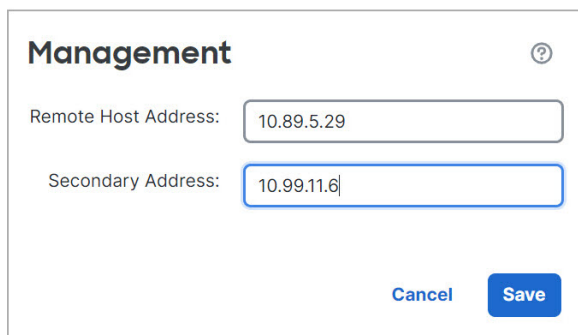 Management
Remote Host Address: 10.89.5.29
Secondary Address: 10.99.11.6
Cancel Save